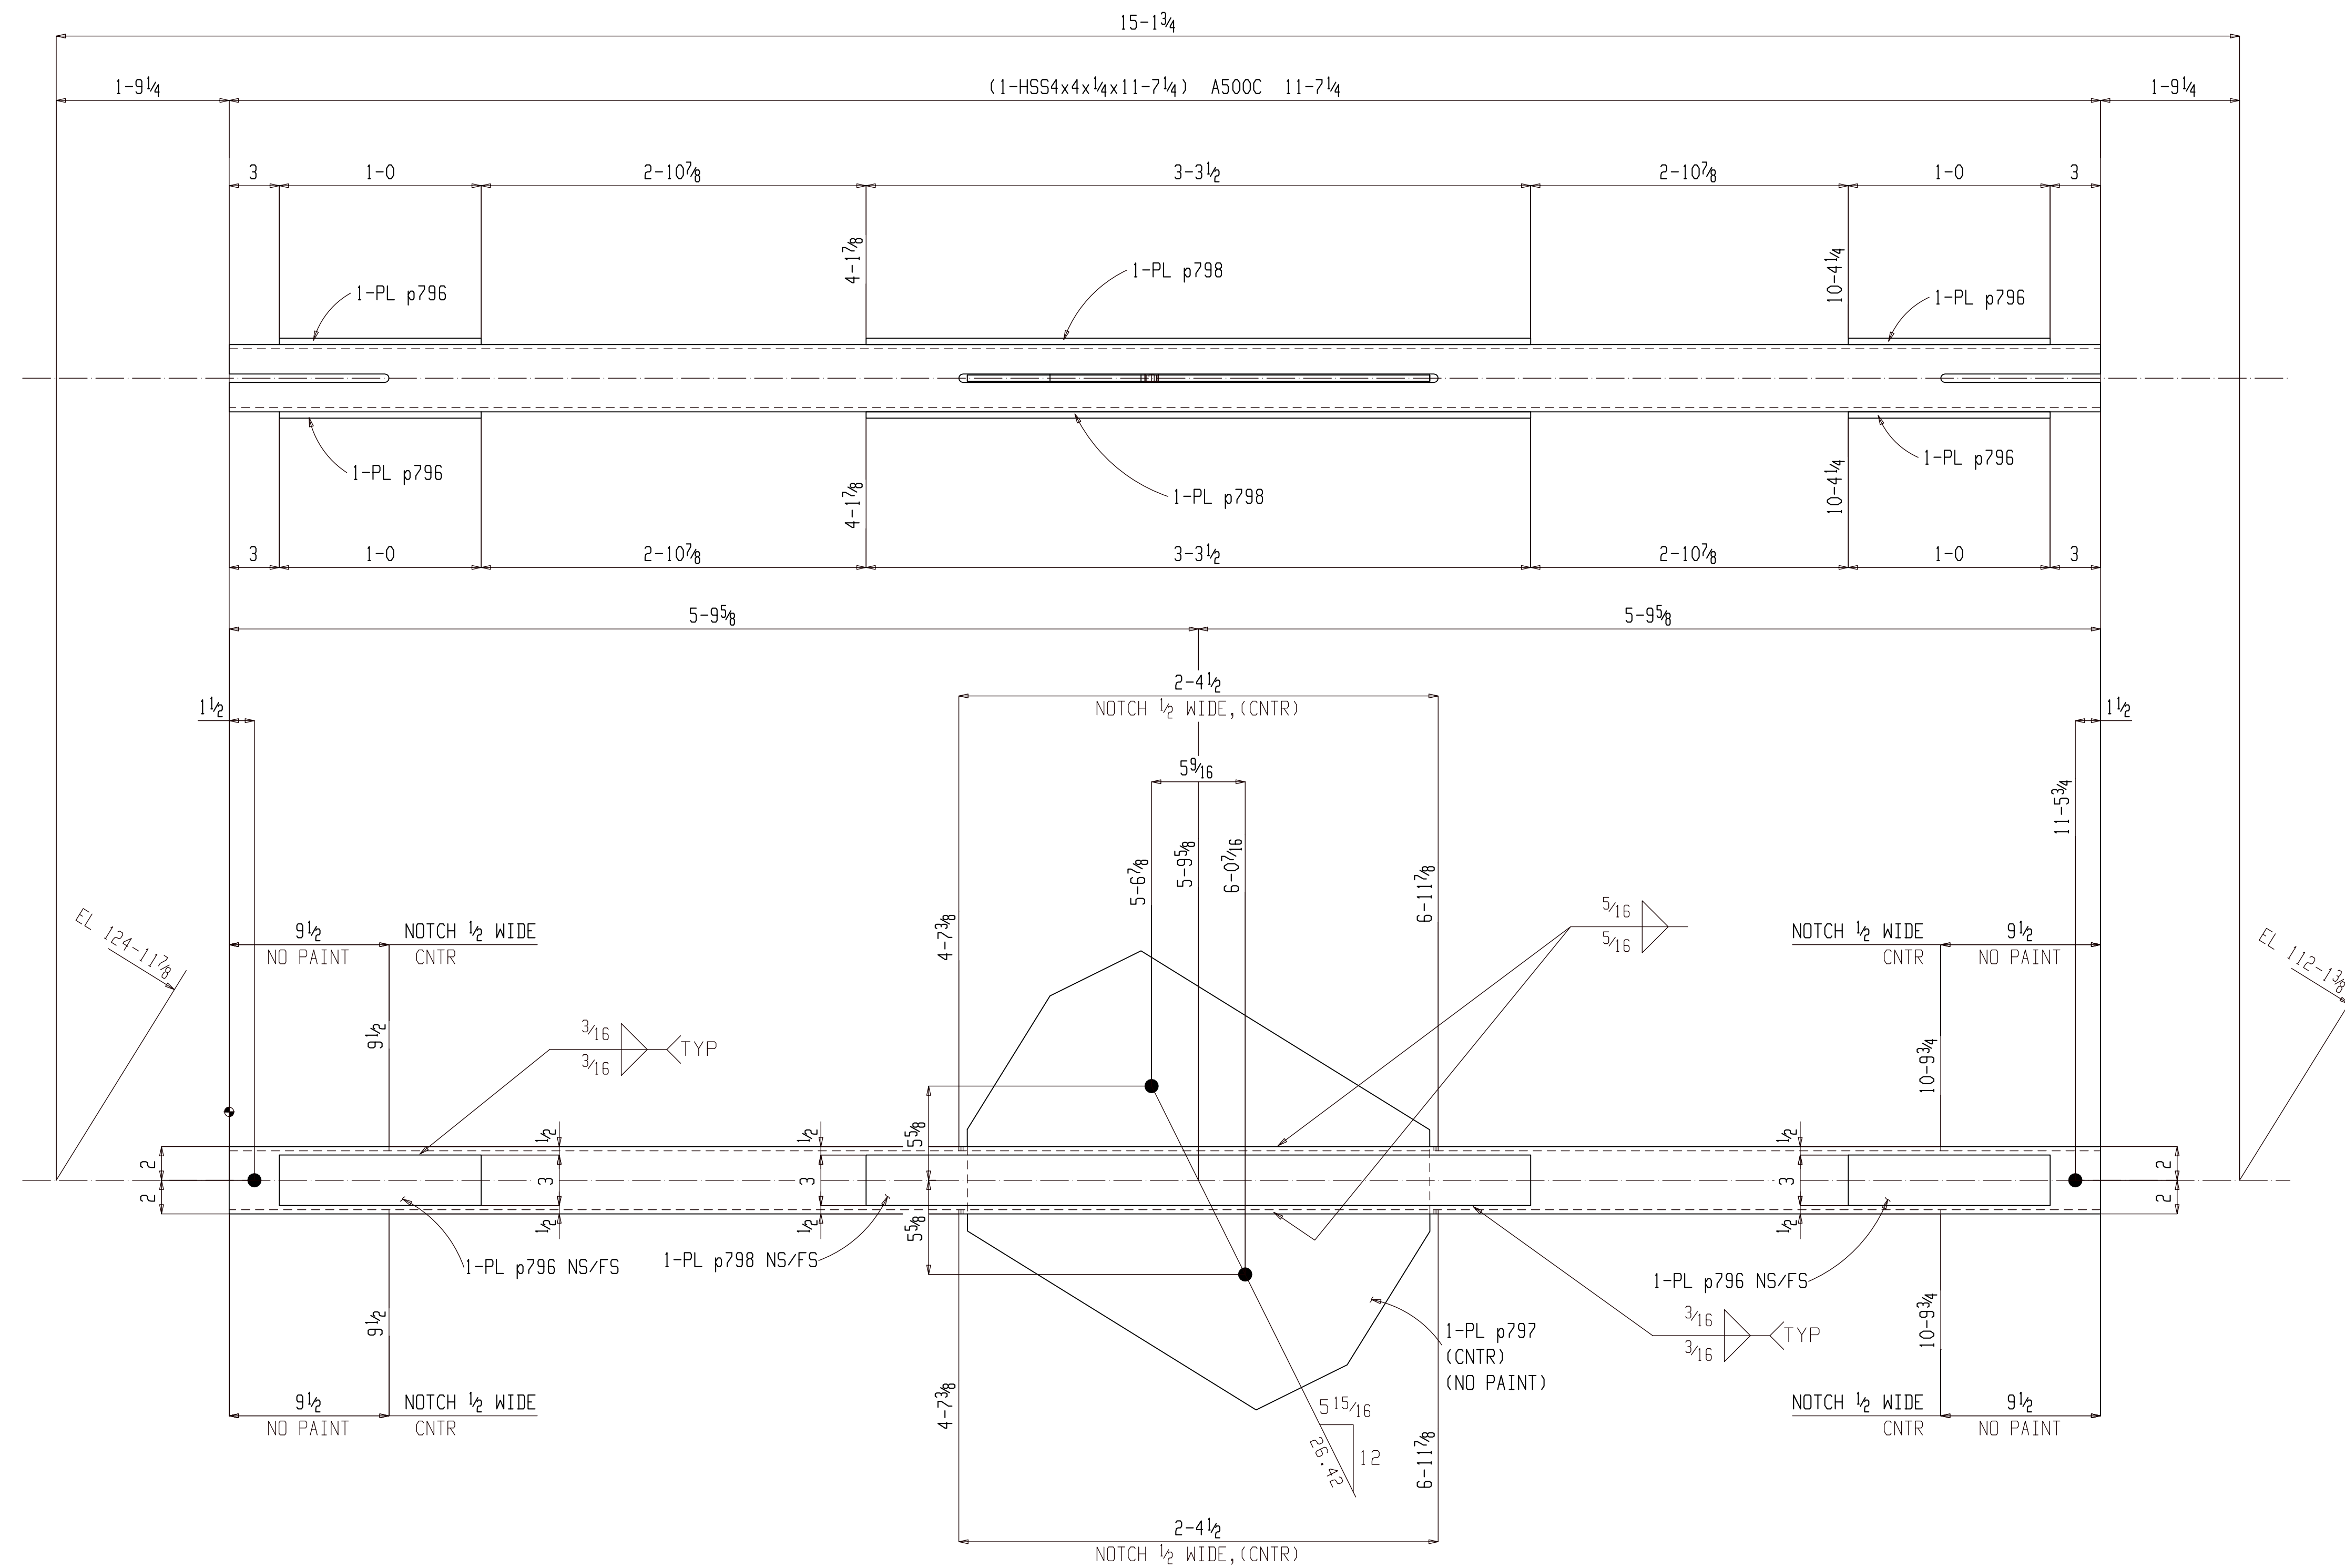 15-1¾
1-9¼ (1-HSS4x4x¼x11-7¼) A500C 11-7¼ 1-9¼
3 1-0 2-10⅞ 3-3½ 2-10⅞ 1-0 3
4-1⅞ 10-4¼
1-PL p798
1-PL p796 1-PL p796
1-PL p796 1-PL p796
1-PL p798
4-1⅞ 10-4¼
3 1-0 2-10⅞ 3-3½ 2-10⅞ 1-0 3
5-9⅝ 5-9⅝
2-4½
NOTCH ½ WIDE,(CNTR)
1½ 1½
5 9/16
11-5¾
5-6⅞ 5-9⅝ 6-0 7/16
4-7⅜ 6-11⅞
5/16
5/16
EL 124-11⅞
EL 112-1⅜
9½ NOTCH ½ WIDE
NO PAINT CNTR
NOTCH ½ WIDE 9½
CNTR NO PAINT
9½ 10-9¾
3/16
3/16 TYP
5⅝
2 ½ ½ ½ 2
3 3 3
2 ½ ½ ½ 2
5⅝
1-PL p796 NS/FS 1-PL p798 NS/FS
1-PL p796 NS/FS
9½ 10-9¾
3/16
3/16 TYP
1-PL p797
(CNTR)
(NO PAINT)
4-7⅜ 6-11⅞
5 15/16
12
26.42
9½ NOTCH ½ WIDE
NO PAINT CNTR
NOTCH ½ WIDE 9½
CNTR NO PAINT
2-4½
NOTCH ½ WIDE,(CNTR)